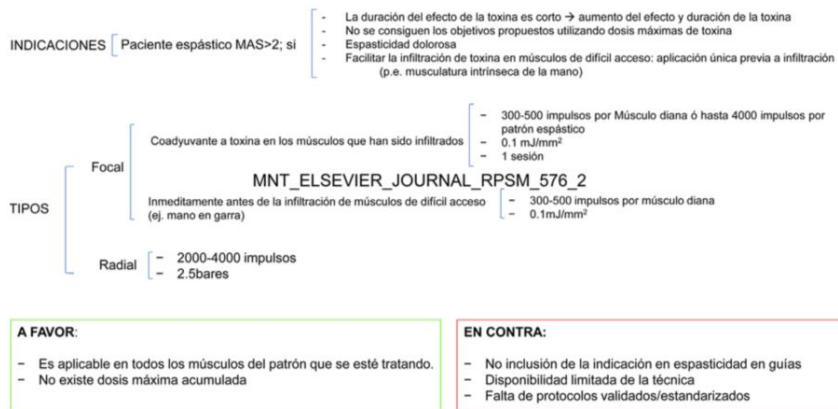 INDICACIONES
Paciente espástico MAS>2; si
- La duración del efecto de la toxina es corto → aumento del efecto y duración de la toxina
- No se consiguen los objetivos propuestos utilizando dosis máximas de toxina
- Espasticidad dolorosa
- Facilitar la infiltración de toxina en músculos de difícil acceso: aplicación única previa a infiltración
(p.e. musculatura intrínseca de la mano)
TIPOS
Focal
Coadyuvante a toxina en los músculos que han sido infiltrados
- 300-500 impulsos por Músculo diana ó hasta 4000 impulsos por
patrón espástico
- 0.1 mJ/mm²
- 1 sesión
MNT_ELSEVIER_JOURNAL_RPSM_576_2
Inmeditamente antes de la infiltración de músculos de difícil acceso
(ej. mano en garra)
- 300-500 impulsos por músculo diana
- 0.1mJ/mm²
Radial
- 2000-4000 impulsos
- 2.5bares
A FAVOR:
- Es aplicable en todos los músculos del patrón que se esté tratando.
- No existe dosis máxima acumulada
EN CONTRA:
- No inclusión de la indicación en espasticidad en guías
- Disponibilidad limitada de la técnica
- Falta de protocolos validados/estandarizados